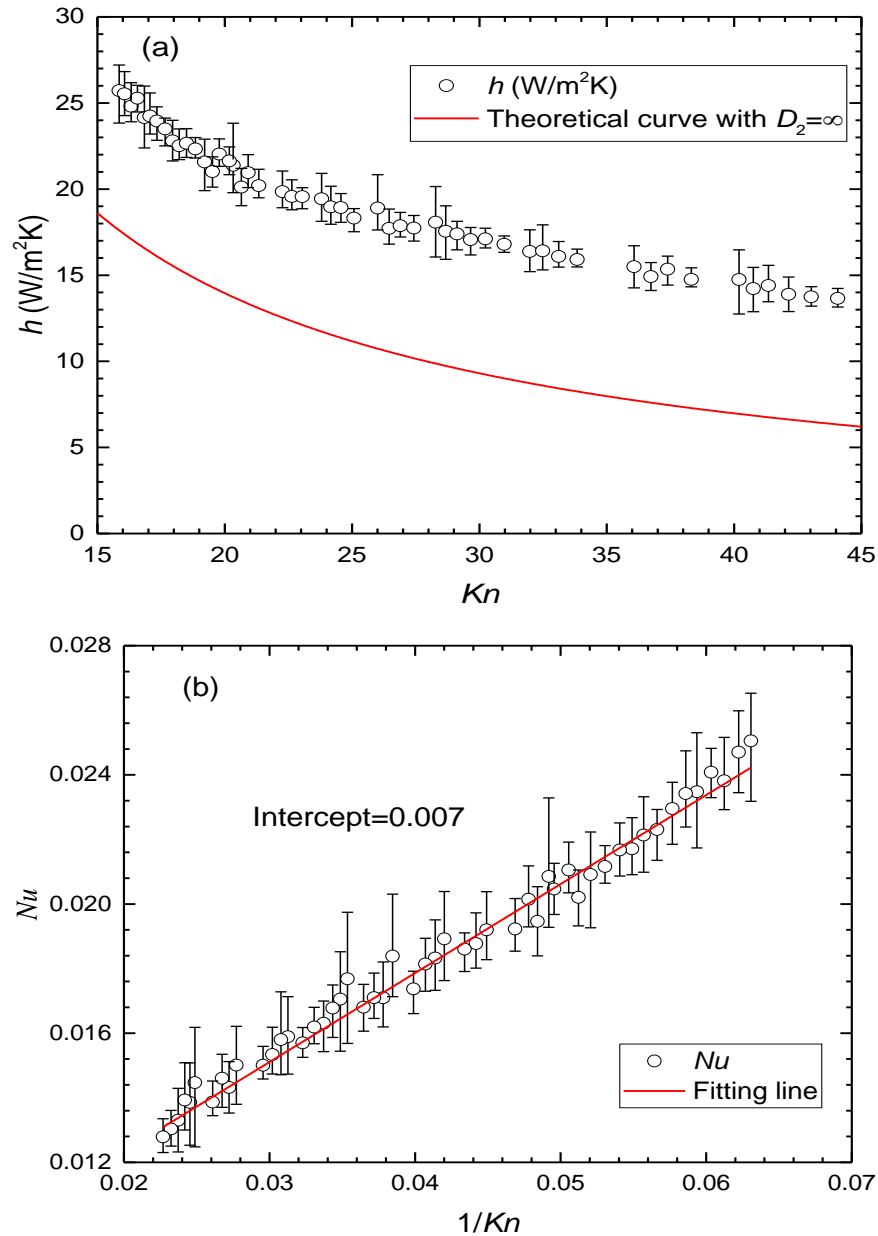 (a)
h (W/m²K)
Theoretical curve with D₂=∞
30
25
20
15
10
5
0
h (W/m²K)
15 20 25 30 35 40 45
Kn
(b)
Intercept=0.007
0.028
0.024
0.020
0.016
0.012
Nu
Nu
Fitting line
0.02 0.03 0.04 0.05 0.06 0.07
1/Kn